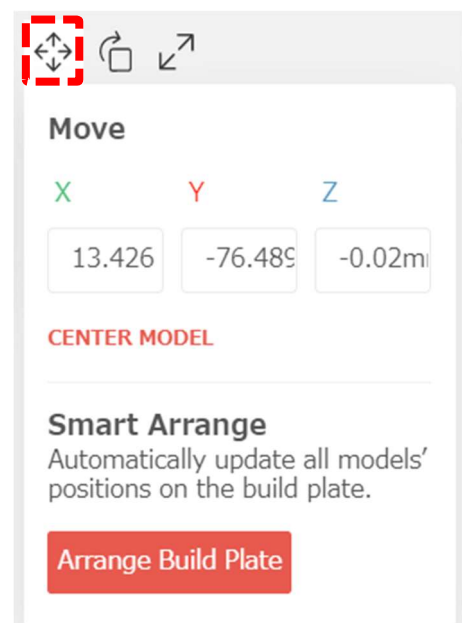 Move
X Y Z
13.426 -76.489 -0.02m
CENTER MODEL
Smart Arrange
Automatically update all models’
positions on the build plate.
Arrange Build Plate